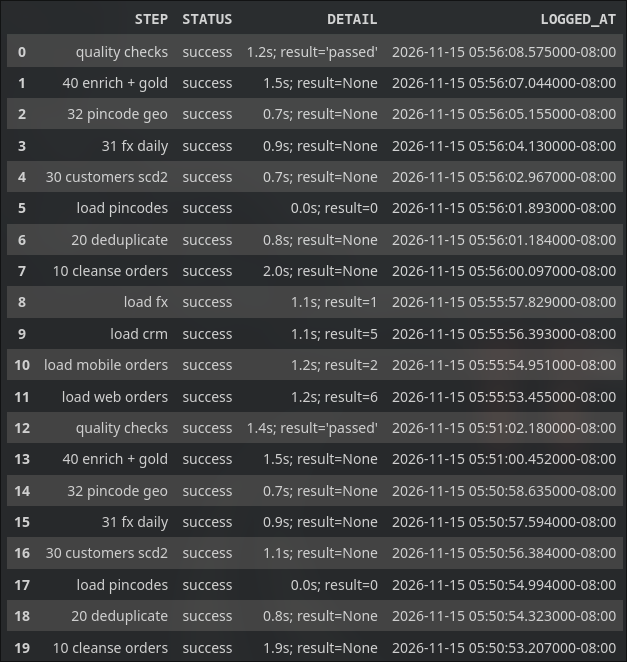 STEP STATUS DETAIL LOGGED_AT
0 quality checks success 1.2s; result='passed' 2026-11-15 05:56:08.575000-08:00
1 40 enrich + gold success 1.5s; result=None 2026-11-15 05:56:07.044000-08:00
2 32 pincode geo success 0.7s; result=None 2026-11-15 05:56:05.155000-08:00
3 31 fx daily success 0.9s; result=None 2026-11-15 05:56:04.130000-08:00
4 30 customers scd2 success 0.7s; result=None 2026-11-15 05:56:02.967000-08:00
5 load pincodes success 0.0s; result=0 2026-11-15 05:56:01.893000-08:00
6 20 deduplicate success 0.8s; result=None 2026-11-15 05:56:01.184000-08:00
7 10 cleanse orders success 2.0s; result=None 2026-11-15 05:56:00.097000-08:00
8 load fx success 1.1s; result=1 2026-11-15 05:55:57.829000-08:00
9 load crm success 1.1s; result=5 2026-11-15 05:55:56.393000-08:00
10 load mobile orders success 1.2s; result=2 2026-11-15 05:55:54.951000-08:00
11 load web orders success 1.2s; result=6 2026-11-15 05:55:53.455000-08:00
12 quality checks success 1.4s; result='passed' 2026-11-15 05:51:02.180000-08:00
13 40 enrich + gold success 1.5s; result=None 2026-11-15 05:51:00.452000-08:00
14 32 pincode geo success 0.7s; result=None 2026-11-15 05:50:58.635000-08:00
15 31 fx daily success 0.9s; result=None 2026-11-15 05:50:57.594000-08:00
16 30 customers scd2 success 1.1s; result=None 2026-11-15 05:50:56.384000-08:00
17 load pincodes success 0.0s; result=0 2026-11-15 05:50:54.994000-08:00
18 20 deduplicate success 0.8s; result=None 2026-11-15 05:50:54.323000-08:00
19 10 cleanse orders success 1.9s; result=None 2026-11-15 05:50:53.207000-08:00